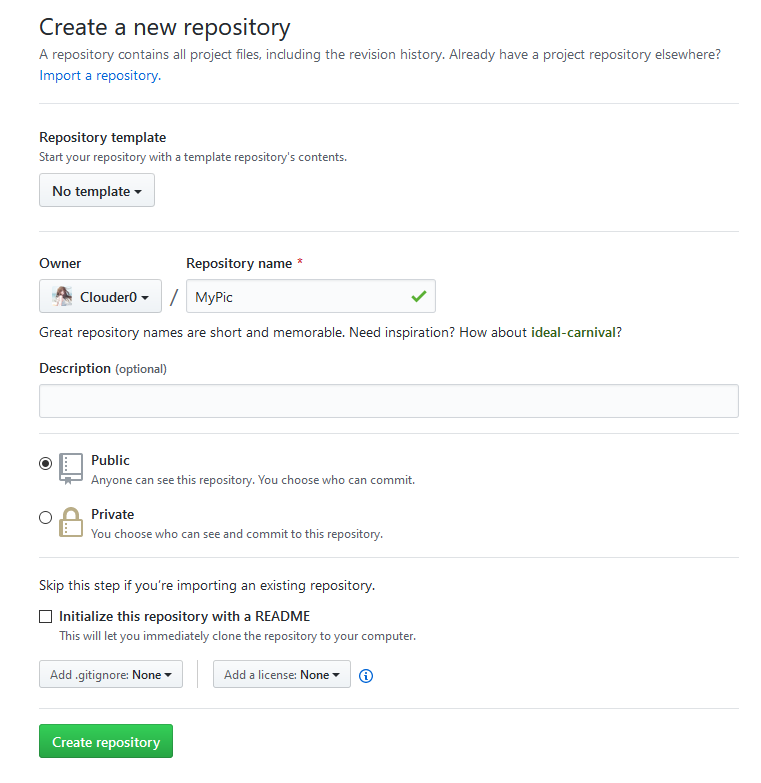 Create a new repository
A repository contains all project files, including the revision history. Already have a project repository elsewhere?
Import a repository.
Repository template
Start your repository with a template repository's contents.
No template
Owner
Repository name *
Clouder0
/
MyPic
Great repository names are short and memorable. Need inspiration? How about ideal-carnival?
Description (optional)
Public
Anyone can see this repository. You choose who can commit.
Private
You choose who can see and commit to this repository.
Skip this step if you’re importing an existing repository.
Initialize this repository with a README
This will let you immediately clone the repository to your computer.
Add .gitignore: None
Add a license: None
Create repository